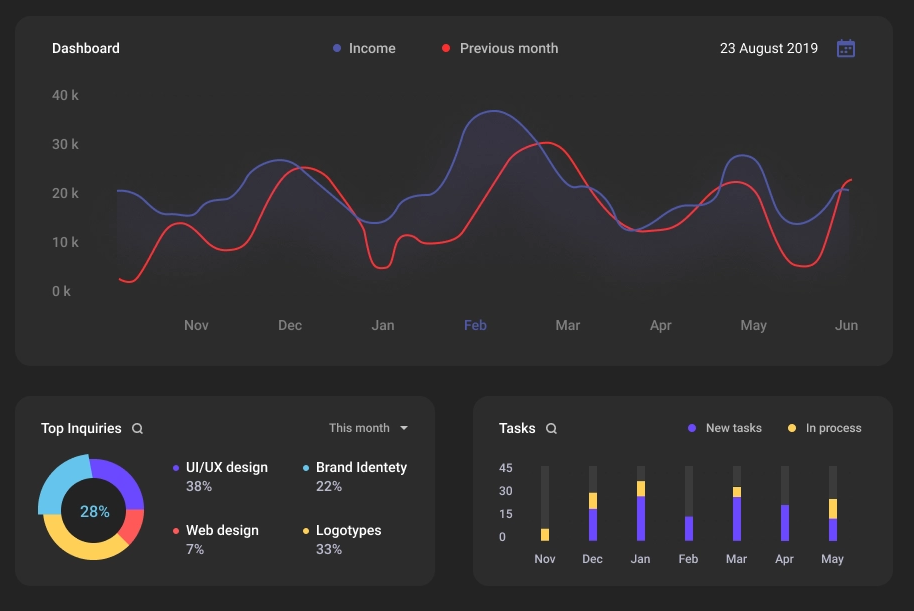 Dashboard
Income
Previous month
23 August 2019
40 k
30 k
20 k
10 k
0 k
Nov Dec Jan Feb Mar Apr May Jun
Top Inquiries
This month
UI/UX design
38%
Brand Identety
22%
28%
Web design
7%
Logotypes
33%
Tasks
New tasks
In process
45
30
15
0
Nov Dec Jan Feb Mar Apr May